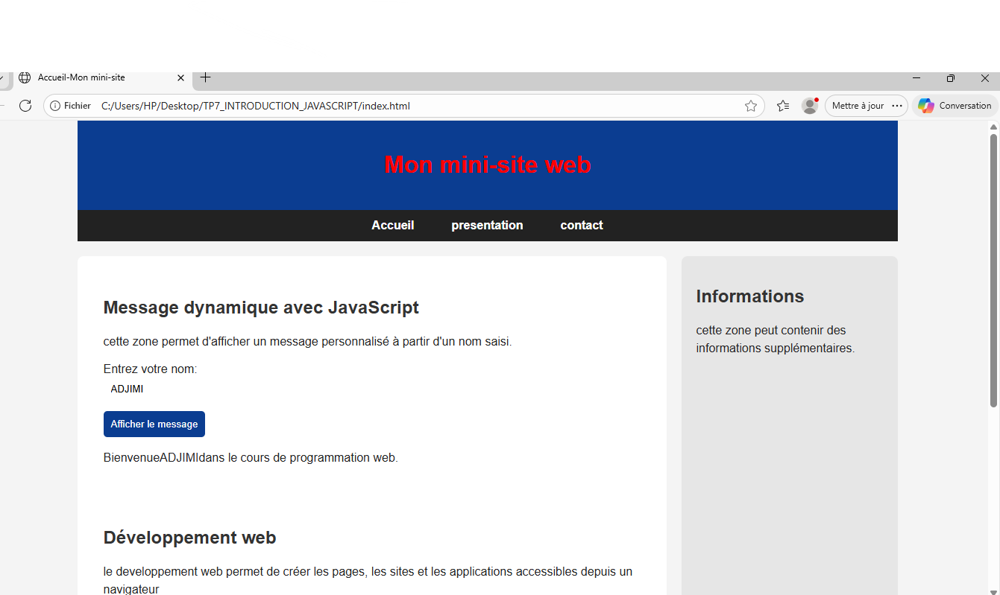 Accueil-Mon mini-site
Fichier C:/Users/HP/Desktop/TP7_INTRODUCTION_JAVASCRIPT/index.html Mettre à jour Conversation
Mon mini-site web
Accueil presentation contact
Message dynamique avec JavaScript
cette zone permet d'afficher un message personnalisé à partir d'un nom saisi.
Entrez votre nom:
ADJIMI
Afficher le message
BienvenueADJIMIdans le cours de programmation web.
Développement web
le developpement web permet de créer les pages, les sites et les applications accessibles depuis un
navigateur
Informations
cette zone peut contenir des
informations supplémentaires.